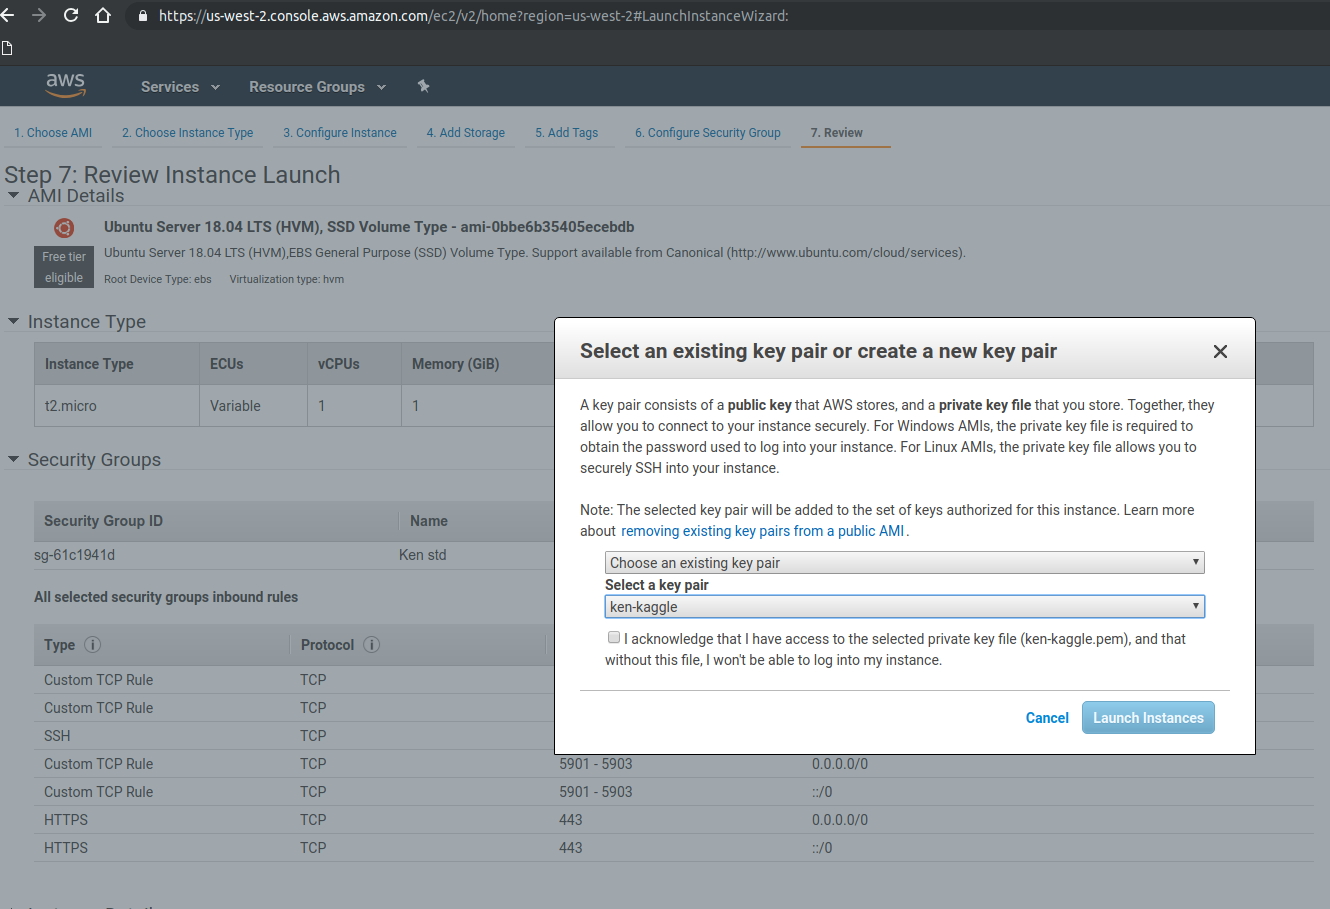 https://us-west-2.console.aws.amazon.com/ec2/v2/home?region=us-west-2#LaunchInstanceWizard:
aws Services Resource Groups
1. Choose AMI 2. Choose Instance Type 3. Configure Instance 4. Add Storage 5. Add Tags 6. Configure Security Group 7. Review
Step 7: Review Instance Launch
AMI Details
Ubuntu Server 18.04 LTS (HVM), SSD Volume Type - ami-0bbe6b35405ecebdb
Free tier eligible
Ubuntu Server 18.04 LTS (HVM),EBS General Purpose (SSD) Volume Type. Support available from Canonical (http://www.ubuntu.com/cloud/services).
Root Device Type: ebs Virtualization type: hvm
Instance Type
Instance Type ECUs vCPUs Memory (GiB)
t2.micro Variable 1 1
Security Groups
Security Group ID Name
sg-61c1941d Ken std
All selected security groups inbound rules
Type Protocol
Custom TCP Rule TCP
Custom TCP Rule TCP
SSH TCP
Custom TCP Rule TCP 5901 - 5903 0.0.0.0/0
Custom TCP Rule TCP 5901 - 5903 ::/0
HTTPS TCP 443 0.0.0.0/0
HTTPS TCP 443 ::/0
Select an existing key pair or create a new key pair
A key pair consists of a public key that AWS stores, and a private key file that you store. Together, they
allow you to connect to your instance securely. For Windows AMIs, the private key file is required to
obtain the password used to log into your instance. For Linux AMIs, the private key file allows you to
securely SSH into your instance.
Note: The selected key pair will be added to the set of keys authorized for this instance. Learn more
about removing existing key pairs from a public AMI.
Choose an existing key pair
Select a key pair
ken-kaggle
I acknowledge that I have access to the selected private key file (ken-kaggle.pem), and that
without this file, I won't be able to log into my instance.
Cancel Launch Instances